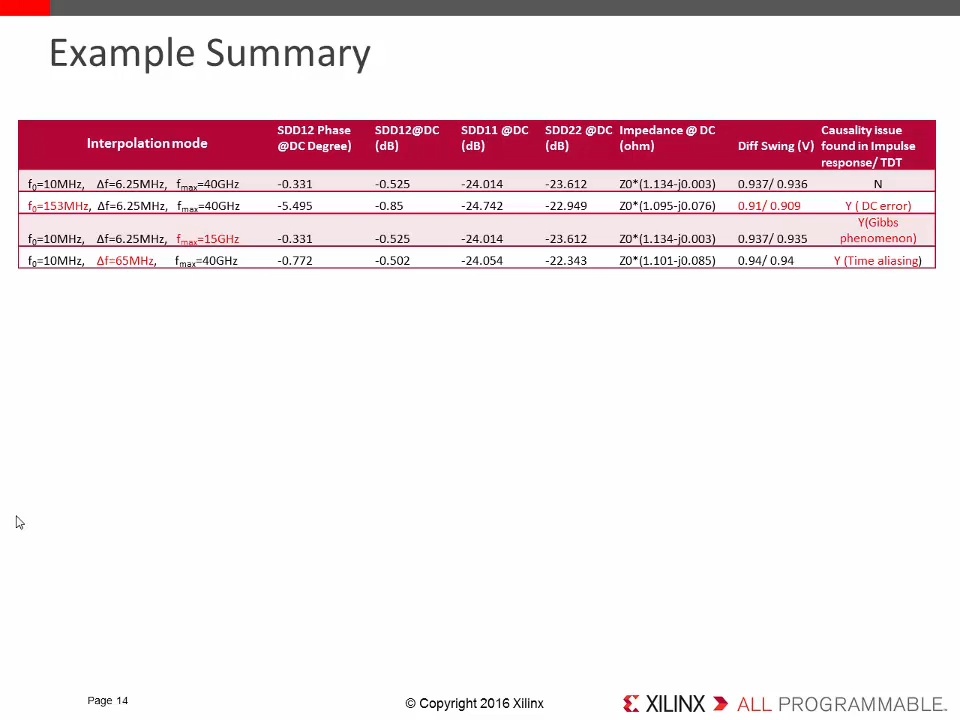 Example Summary
Interpolation mode SDD12 Phase @DC Degree) SDD12@DC (dB) SDD11 @DC (dB) SDD22 @DC (dB) Impedance @ DC (ohm) Diff Swing (V) Causality issue found in Impulse response/ TDT
f0=10MHz, Δf=6.25MHz, fmax=40GHz -0.331 -0.525 -24.014 -23.612 Z0*(1.134-j0.003) 0.937/ 0.936 N
f0=153MHz, Δf=6.25MHz, fmax=40GHz -5.495 -0.85 -24.742 -22.949 Z0*(1.095-j0.076) 0.91/ 0.909 Y ( DC error)
f0=10MHz, Δf=6.25MHz, fmax=15GHz -0.331 -0.525 -24.014 -23.612 Z0*(1.134-j0.003) 0.937/ 0.935 Y(Gibbs phenomenon)
f0=10MHz, Δf=65MHz, fmax=40GHz -0.772 -0.502 -24.054 -22.343 Z0*(1.101-j0.085) 0.94/ 0.94 Y (Time aliasing)
Page 14
© Copyright 2016 Xilinx
XILINX ALL PROGRAMMABLE.